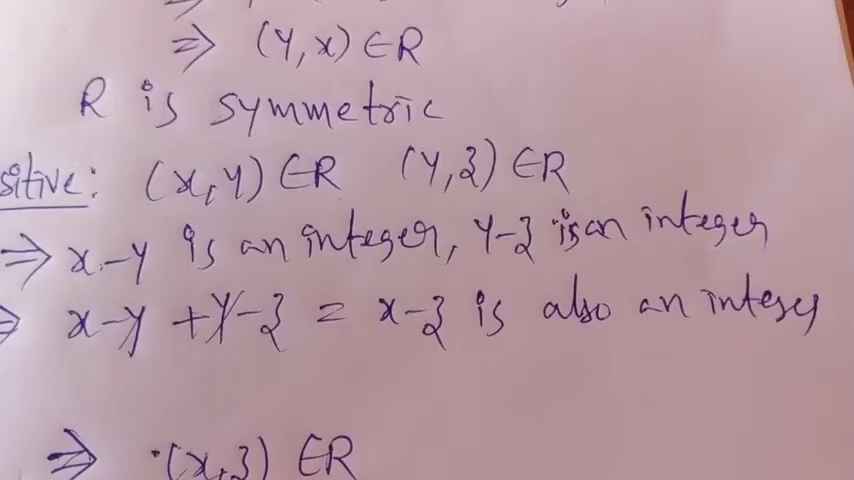 ⇒ (y, x) ∈ R
R is symmetric
sitive: (x, y) ∈ R (y, z) ∈ R
⇒ x-y is an integer, y-z is an integer
⇒ x-y + y-z = x-z is also an integer
⇒ (x, z) ∈ R